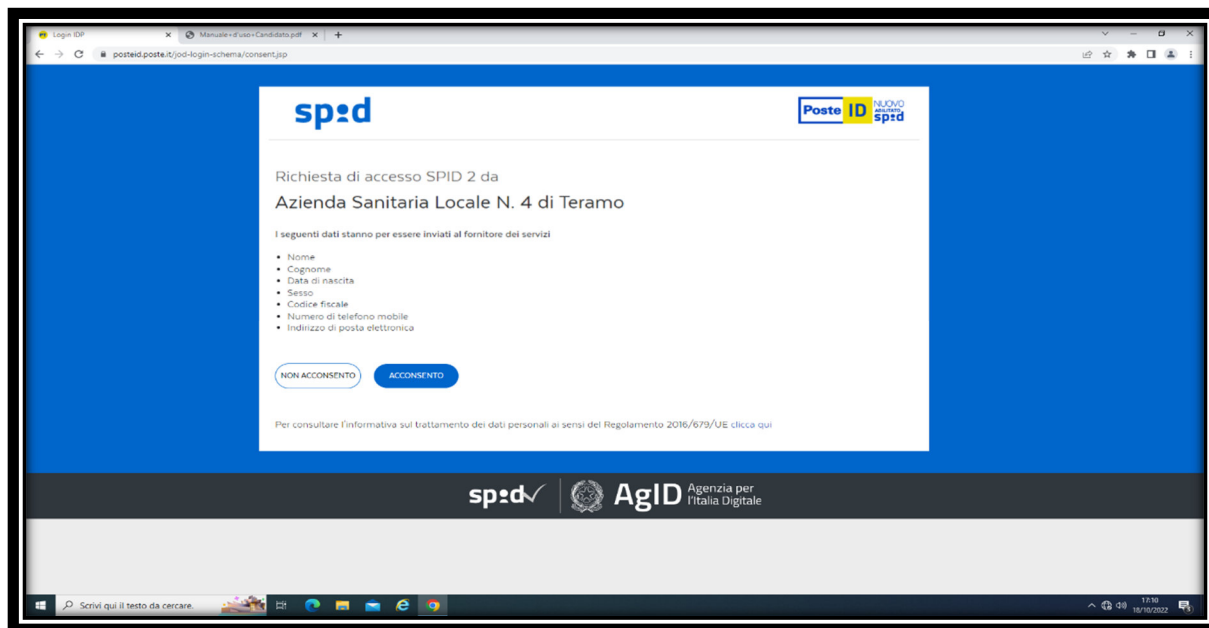 Login IDP
Manuale+d'uso+Candidato.pdf
posteid.poste.it/jod-login-schema/consent.jsp
spid
Poste ID NUOVO
ABILITATO
spid
Richiesta di accesso SPID 2 da
Azienda Sanitaria Locale N. 4 di Teramo
I seguenti dati stanno per essere inviati al fornitore dei servizi
• Nome
• Cognome
• Data di nascita
• Sesso
• Codice fiscale
• Numero di telefono mobile
• Indirizzo di posta elettronica
NON ACCONSENTO ACCONSENTO
Per consultare l'informativa sul trattamento dei dati personali ai sensi del Regolamento 2016/679/UE clicca qui
spid AgID Agenzia per
l'Italia Digitale
Scrivi qui il testo da cercare.
17:10
18/10/2022